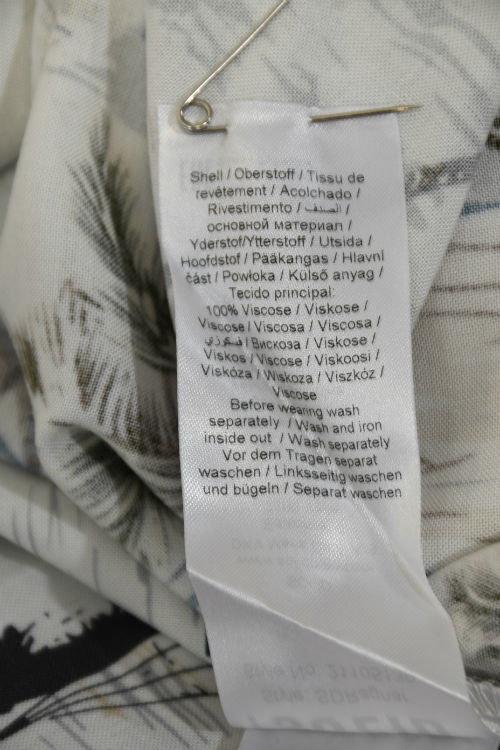 Shell / Oberstoff / Tissu de
revêtement / Acolchado /
Rivestimento / الصدف /
основной материал /
Yderstof/Ytterstoff / Utsida /
Hoofdstof / Pääkangas / Hlavní
část / Powłoka / Külső anyag /
Tecido principal:
100% Viscose / Viskose /
Viscose / Viscosa / Viscosa /
فسكوزي / Вискоза / Viskose /
Viskos / Viscose / Viskoosi /
Viskóza / Wiskoza / Viszkóz /
Viscose
Before wearing wash
separately / Wash and iron
inside out / Wash separately
Vor dem Tragen separat
waschen / Linksseitig waschen
und bügeln / Separat waschen